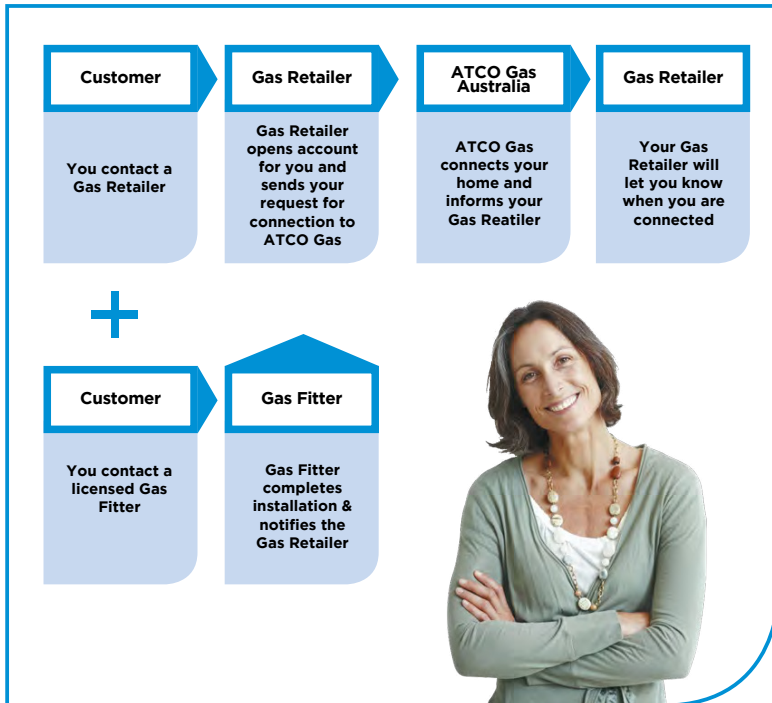 Customer
You contact a
Gas Retailer
Gas Retailer
Gas Retailer
opens account
for you and
sends your
request for
connection to
ATCO Gas
ATCO Gas
Australia
ATCO Gas
connects your
home and
informs your
Gas Reatiler
Gas Retailer
Your Gas
Retailer will
let you know
when you are
connected
+
Customer
You contact a
licensed Gas
Fitter
Gas Fitter
Gas Fitter
completes
installation &
notifies the
Gas Retailer